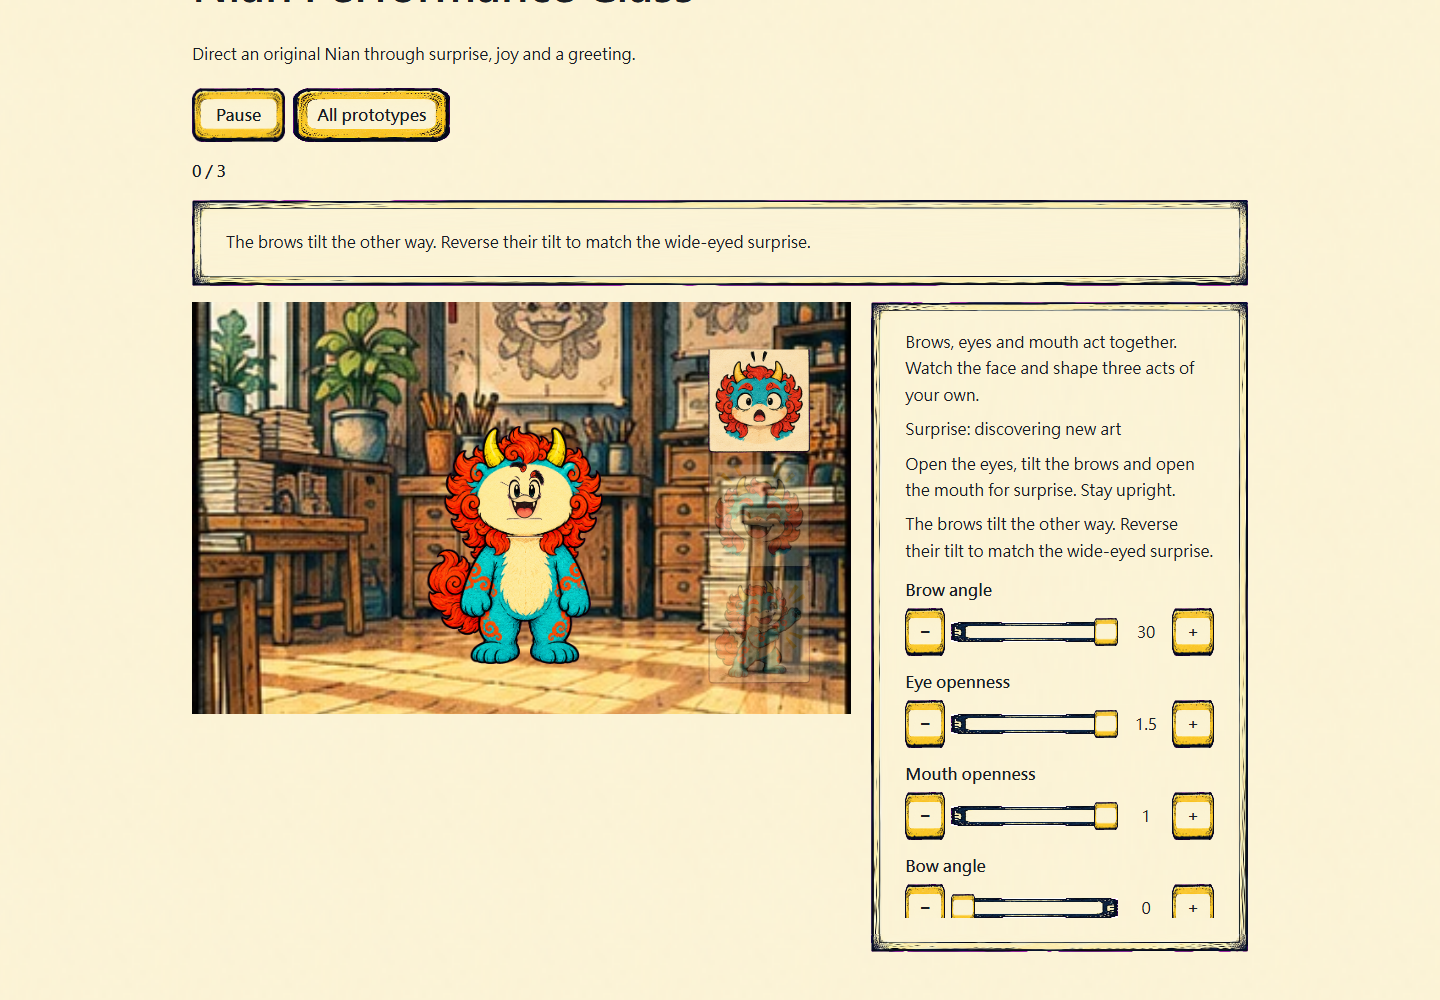 Nian Performance Class
Direct an original Nian through surprise, joy and a greeting.
Pause
All prototypes
0 / 3
The brows tilt the other way. Reverse their tilt to match the wide-eyed surprise.
Brows, eyes and mouth act together.
Watch the face and shape three acts of
your own.
Surprise: discovering new art
Open the eyes, tilt the brows and open
the mouth for surprise. Stay upright.
The brows tilt the other way. Reverse
their tilt to match the wide-eyed surprise.
Brow angle
− 30 +
Eye openness
− 1.5 +
Mouth openness
− 1 +
Bow angle
− 0 +